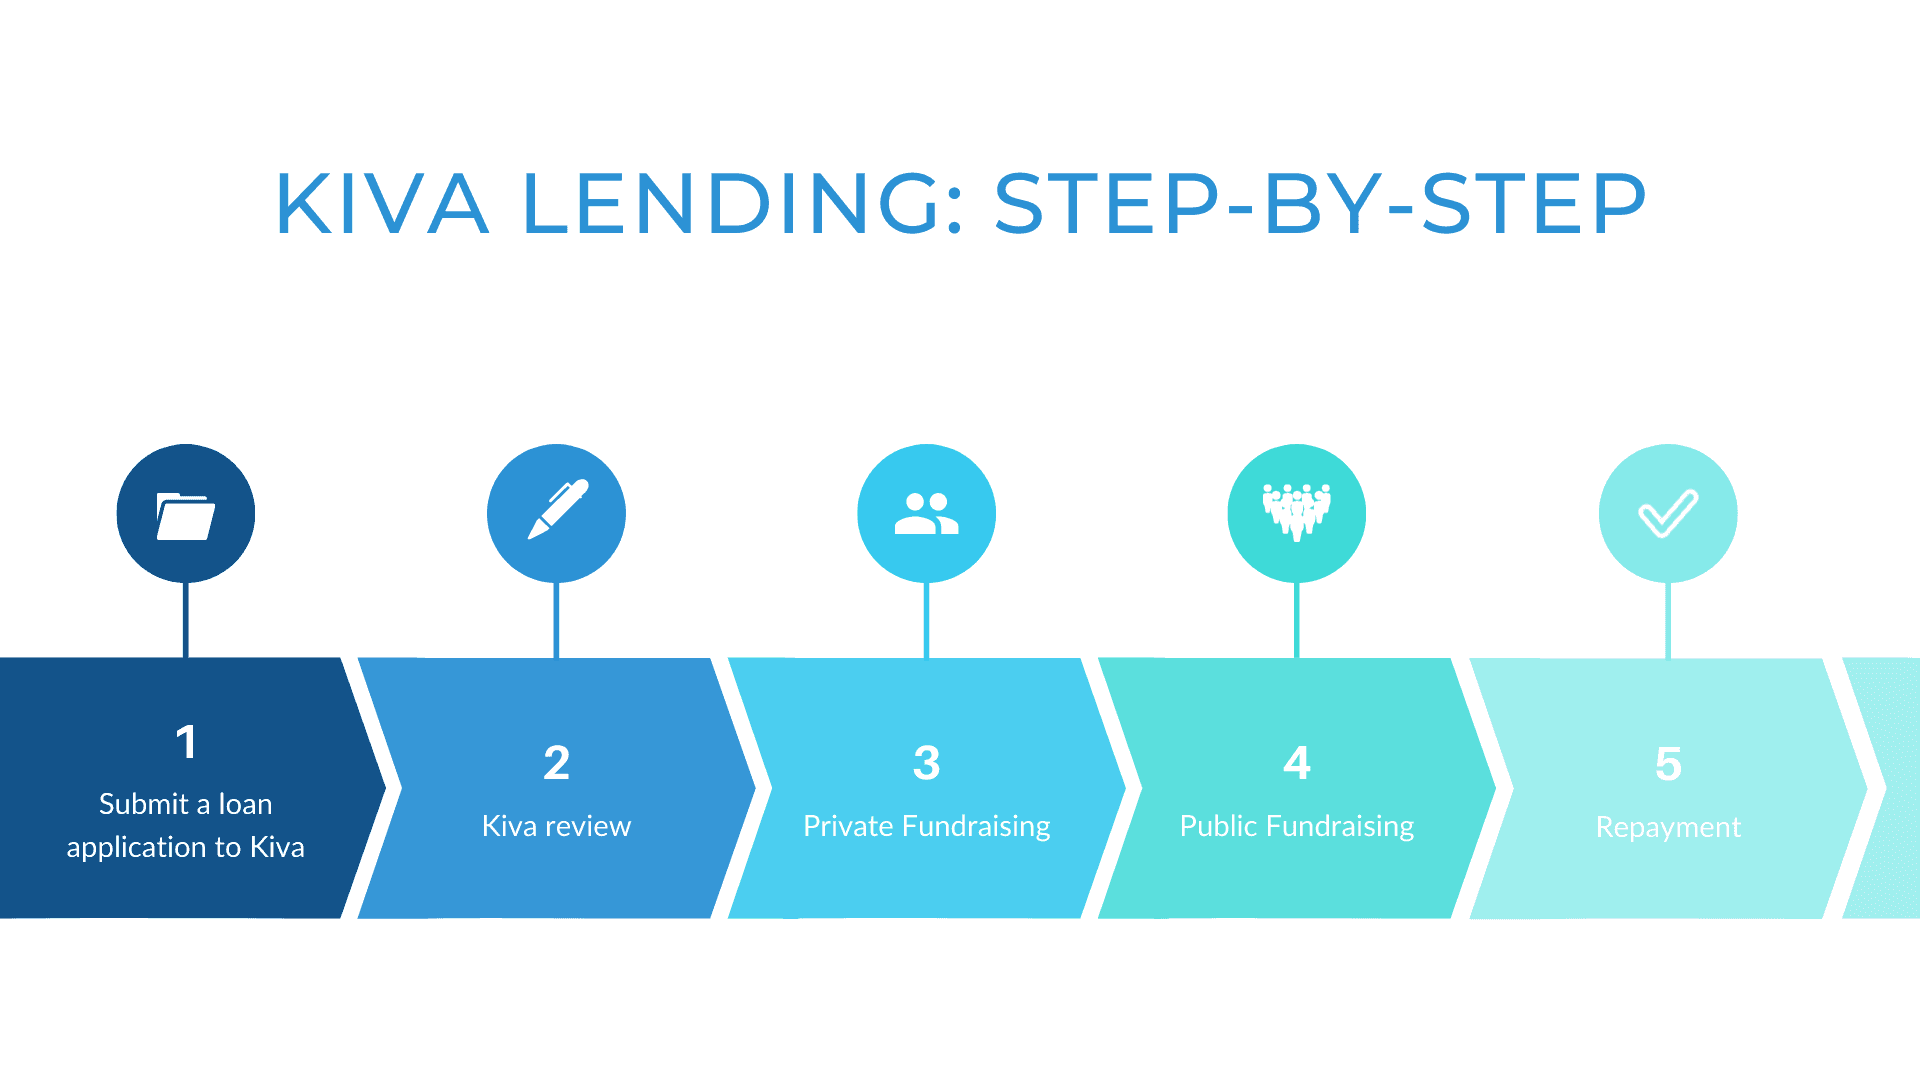 KIVA LENDING: STEP-BY-STEP
1
Submit a loan
application to Kiva
2
Kiva review
3
Private Fundraising
4
Public Fundraising
5
Repayment